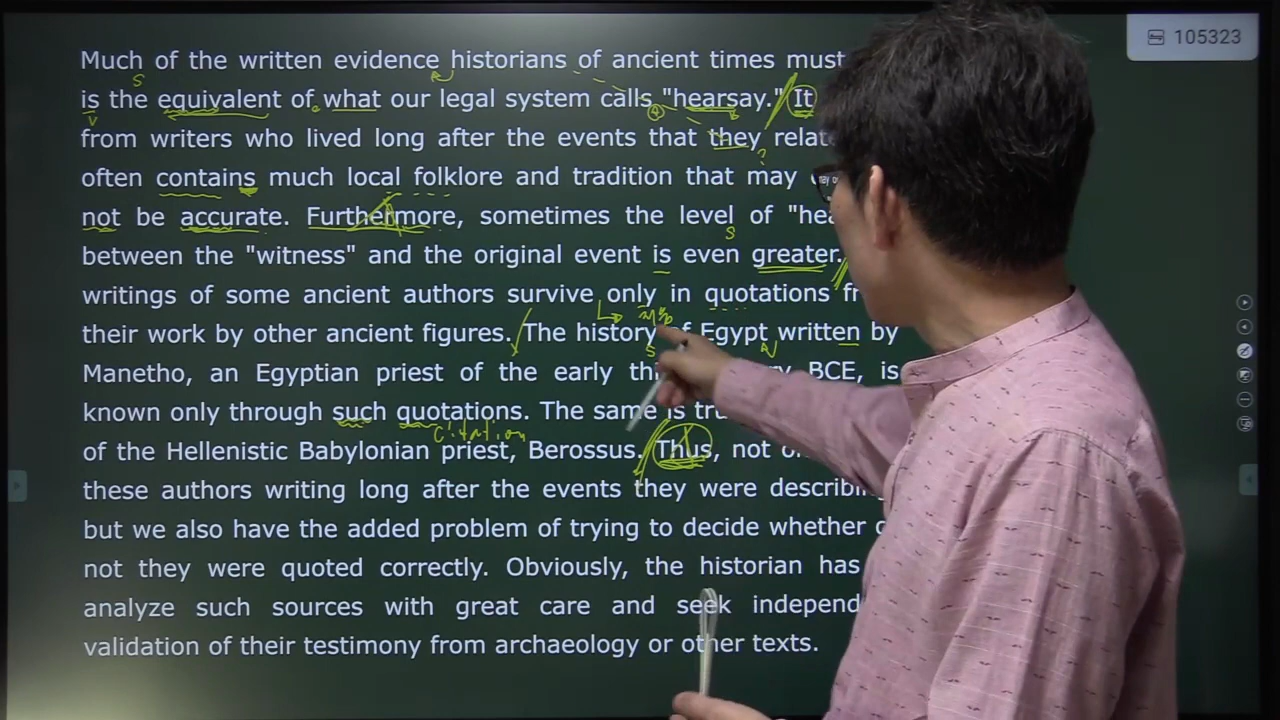 105323
Much of the written evidence historians of ancient times must
is the equivalent of what our legal system calls "hearsay." It
from writers who lived long after the events that they relate
often contains much local folklore and tradition that may
not be accurate. Furthermore, sometimes the level of "hea
between the "witness" and the original event is even greater.
writings of some ancient authors survive only in quotations
their work by other ancient figures. The history of Egypt written by
Manetho, an Egyptian priest of the early BCE, is
known only through such quotations. The same is
citation
of the Hellenistic Babylonian priest, Berossus. Thus, not
these authors writing long after the events they were describing
but we also have the added problem of trying to decide whether
not they were quoted correctly. Obviously, the historian has
analyze such sources with great care and seek independ
validation of their testimony from archaeology or other texts.